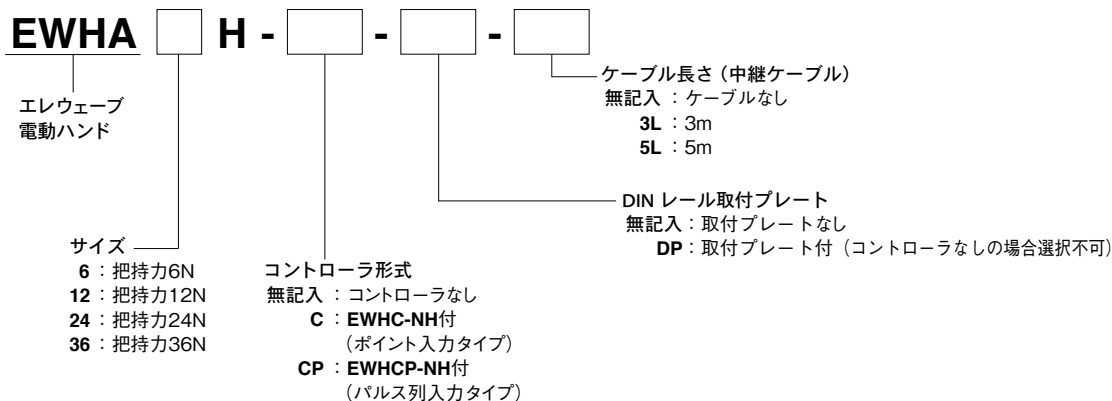 EWHA H - - -
ケーブル長さ（中継ケーブル）
無記入：ケーブルなし
3L：3m
5L：5m
エレウェーブ
電動ハンド
DIN レール取付プレート
無記入：取付プレートなし
DP：取付プレート付（コントローラなしの場合選択不可）
サイズ
6：把持力6N
12：把持力12N
24：把持力24N
36：把持力36N
コントローラ形式
無記入：コントローラなし
C：EWHC-NH付
（ポイント入力タイプ）
CP：EWHCP-NH付
（パルス列入力タイプ）